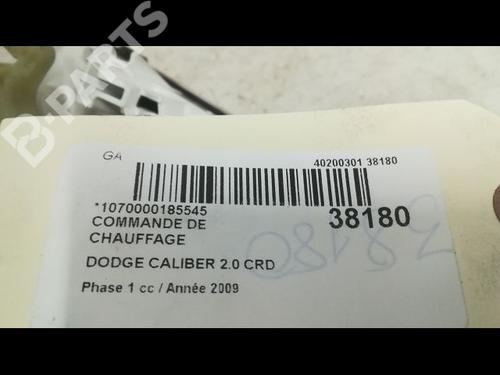 B-PARTS
GA
40200301 38180
*1070000185545
38180
COMMANDE DE
CHAUFFAGE
DODGE CALIBER 2.0 CRD
Phase 1 cc / Année 2009
38180